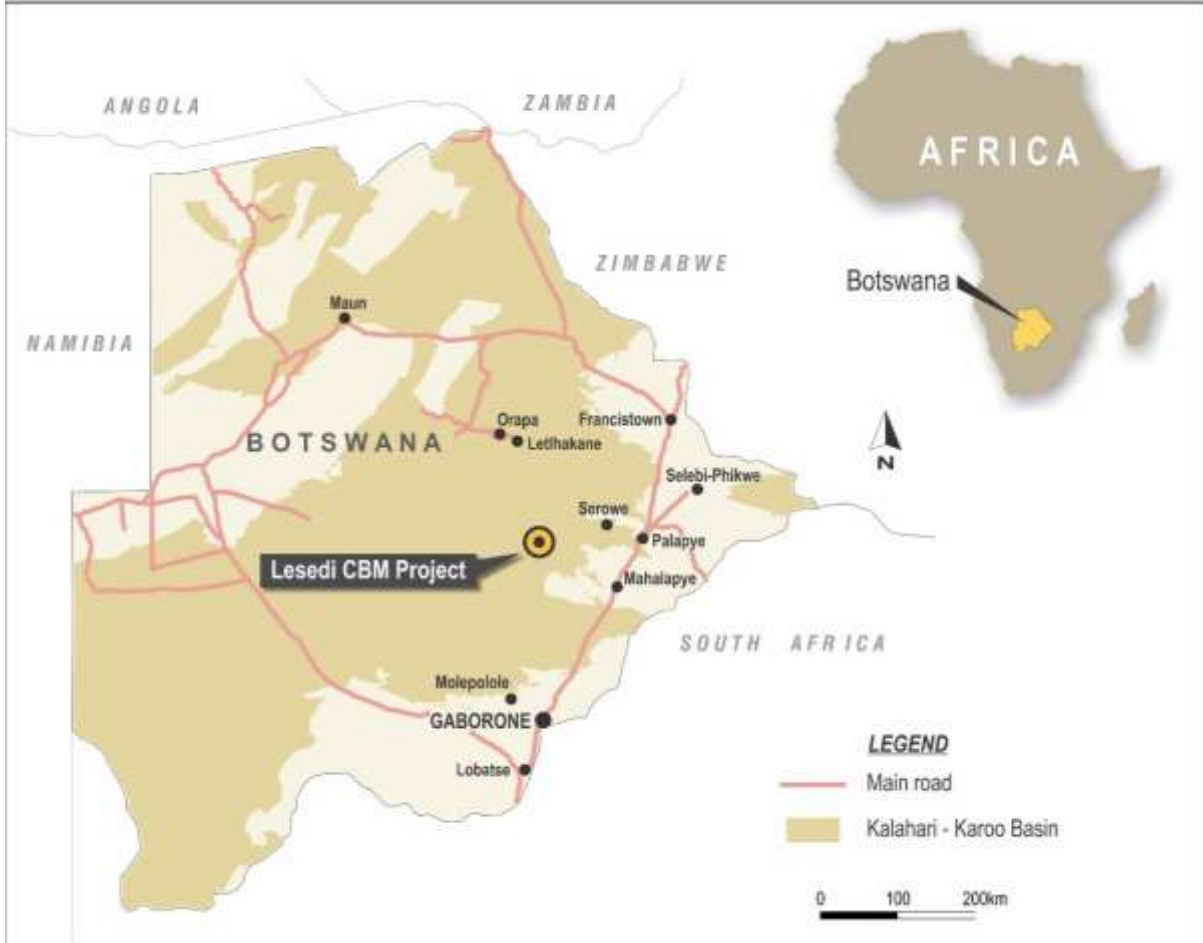 ANGOLA
ZAMBIA
AFRICA
ZIMBABWE
Botswana
Maun
NAMIBIA
Orapa
Francistown
BOTSWANA
Letlhakane
N
Selebi-Phikwe
Serowe
Palapye
Lesedi CBM Project
Mahalapye
SOUTH AFRICA
Molepolole
GABORONE
LEGEND
Lobatse
Main road
Kalahari - Karoo Basin
0 100 200km